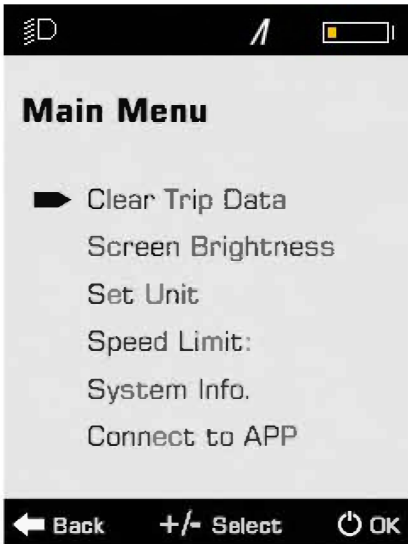 Main Menu
Clear Trip Data
Screen Brightness
Set Unit
Speed Limit:
System Info.
Connect to APP
Back +/- Select OK